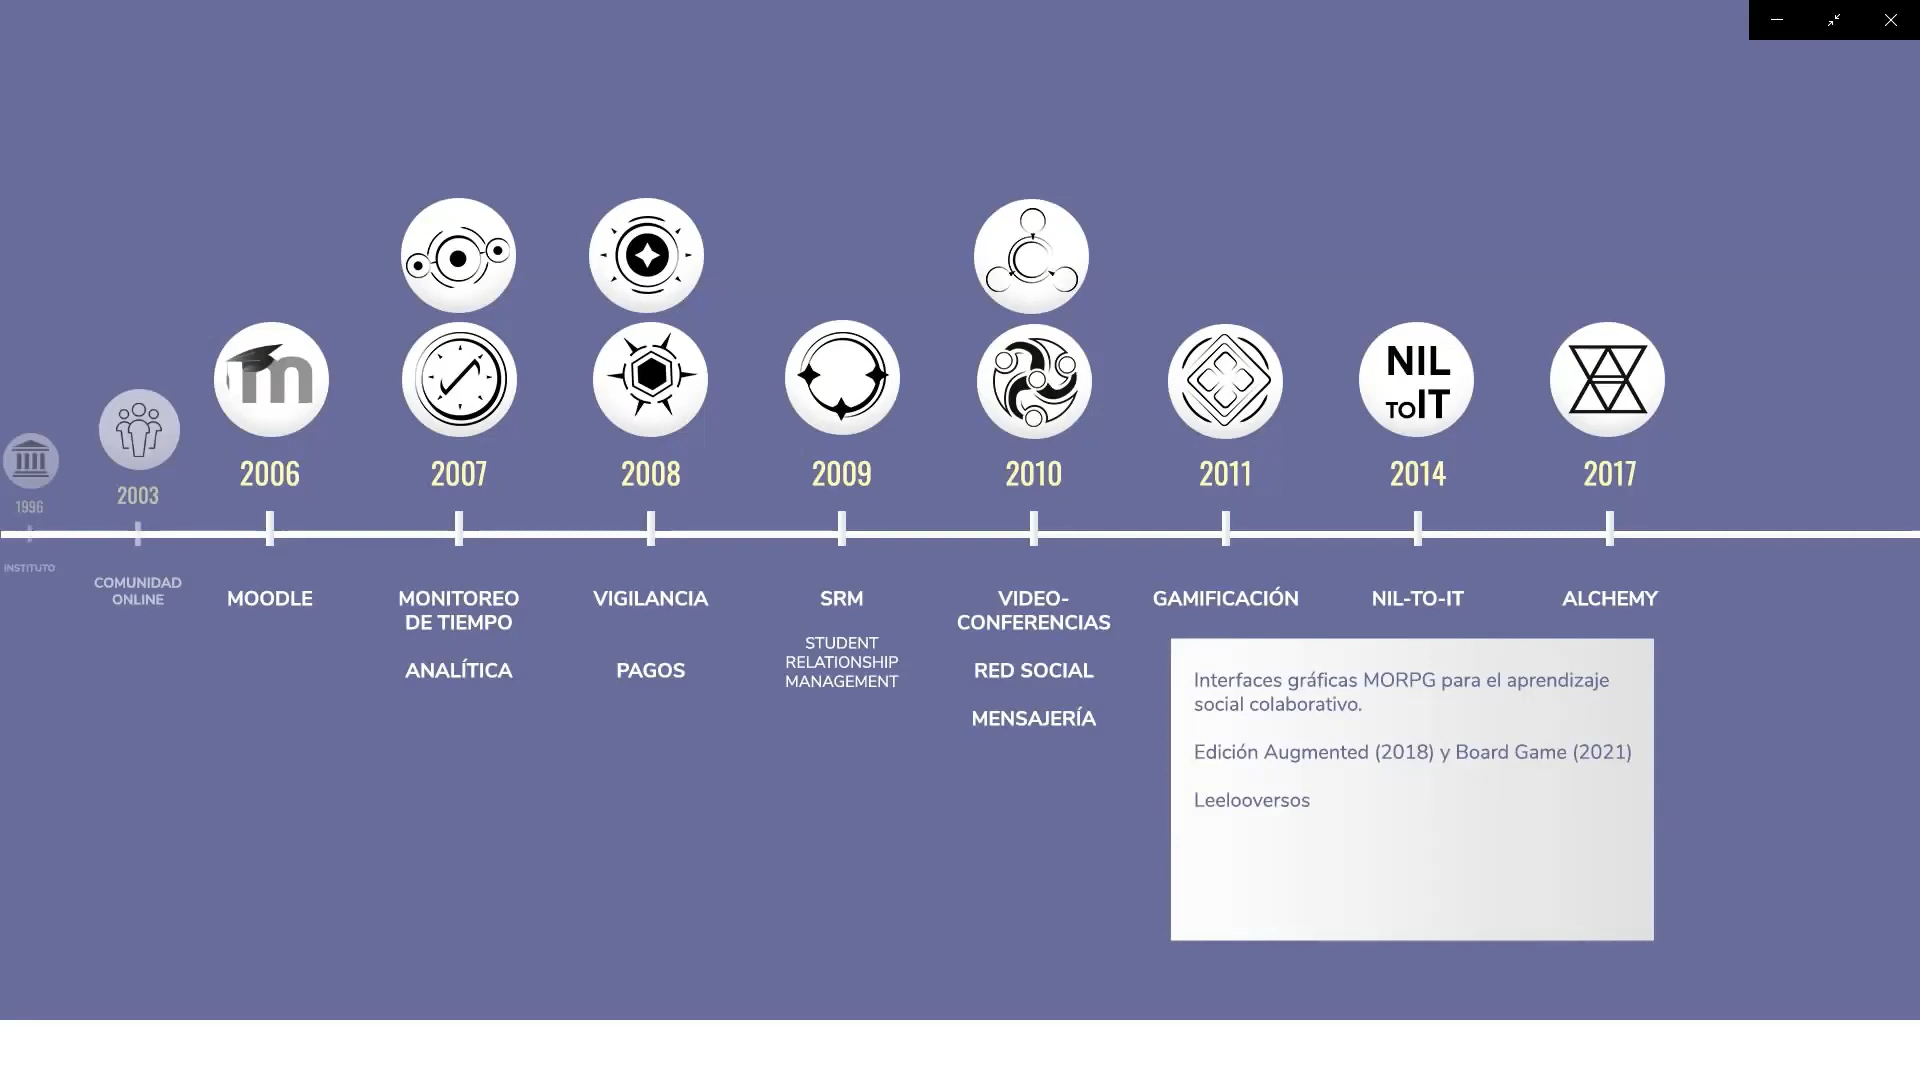 m
NIL
TOIT
1996
2003
2006
2007
2008
2009
2010
2011
2014
2017
INSTITUTO
COMUNIDAD
ONLINE
MOODLE
MONITOREO
DE TIEMPO
ANALÍTICA
VIGILANCIA
PAGOS
SRM
STUDENT
RELATIONSHIP
MANAGEMENT
VIDEO-
CONFERENCIAS
RED SOCIAL
MENSAJERÍA
GAMIFICACIÓN
NIL-TO-IT
ALCHEMY
Interfaces gráficas MORPG para el aprendizaje
social colaborativo.
Edición Augmented (2018) y Board Game (2021)
Leelooversos